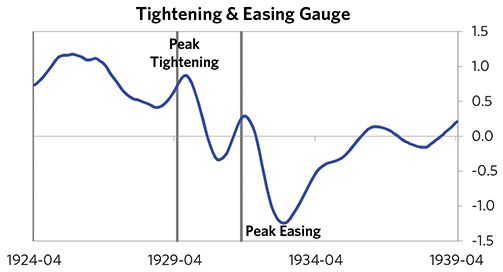 Tightening & Easing Gauge
1.5
Peak
Tightening
1.0
0.5
0.0
-0.5
-1.0
Peak Easing
-1.5
1924-04
1929-04
1934-04
1939-04